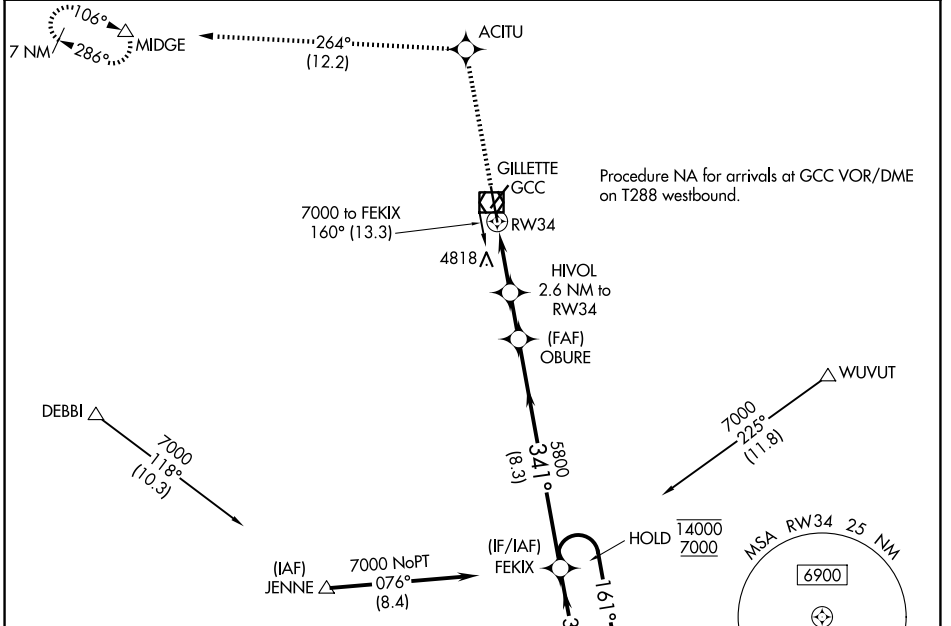 106°
7 NM
286°
MIDGE
264°
(12.2)
ACITU
GILLETTE
GCC
Procedure NA for arrivals at GCC VOR/DME
on T288 westbound.
7000 to FEKIX
160° (13.3)
RW34
4818
HIVOL
2.6 NM to
RW34
(FAF)
OBURE
WUVUT
7000
225°
(11.8)
DEBBI
7000
118°
(10.3)
5800
341°
(8.3)
HOLD
14000
7000
MSA RW34 25 NM
6900
(IF/IAF)
FEKIX
(IAF)
JENNE
7000 NoPT
076°
(8.4)
161°